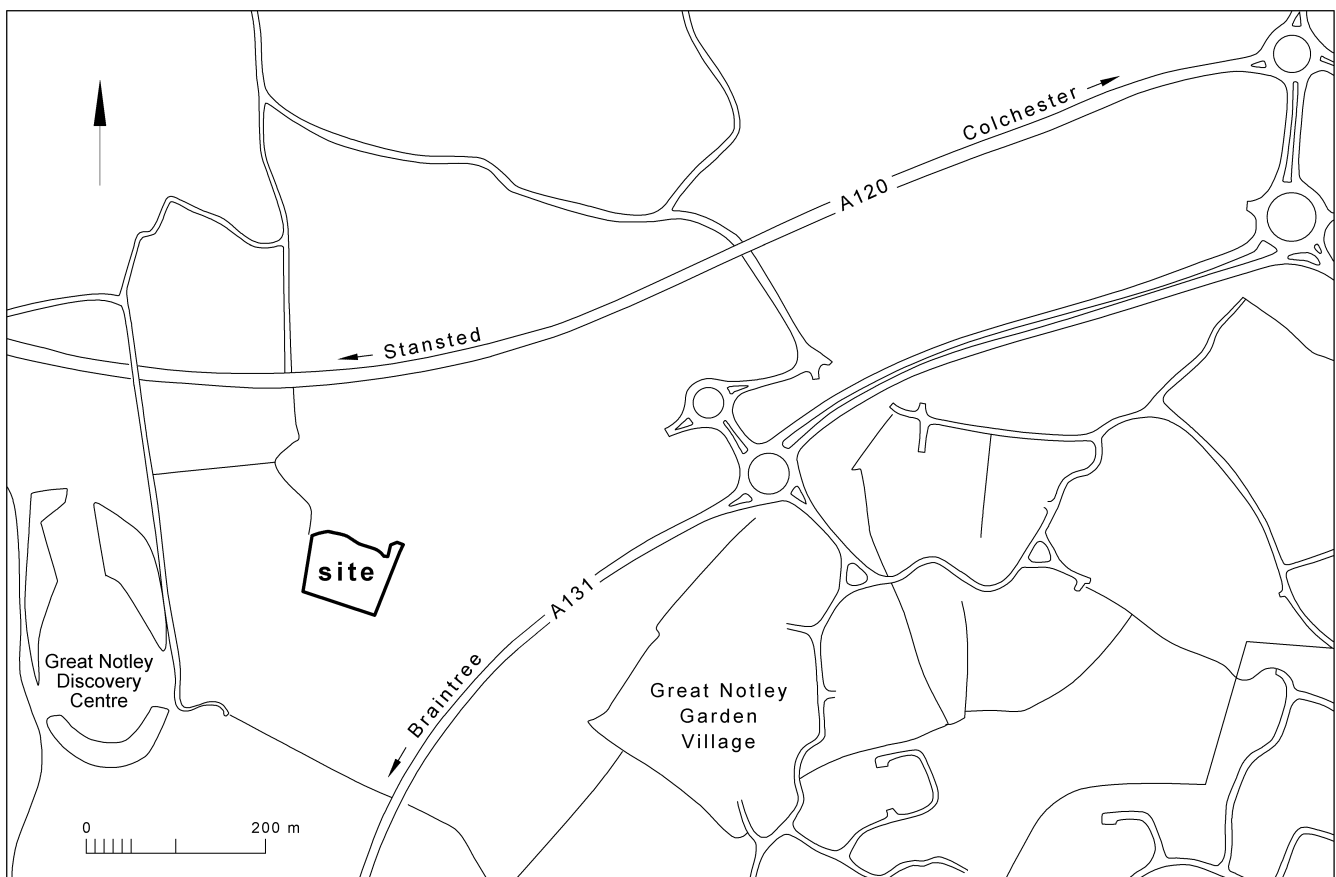 Colchester
A120
Stansted
site
A131
Great Notley
Discovery
Centre
Braintree
Great Notley
Garden
Village
0 200 m